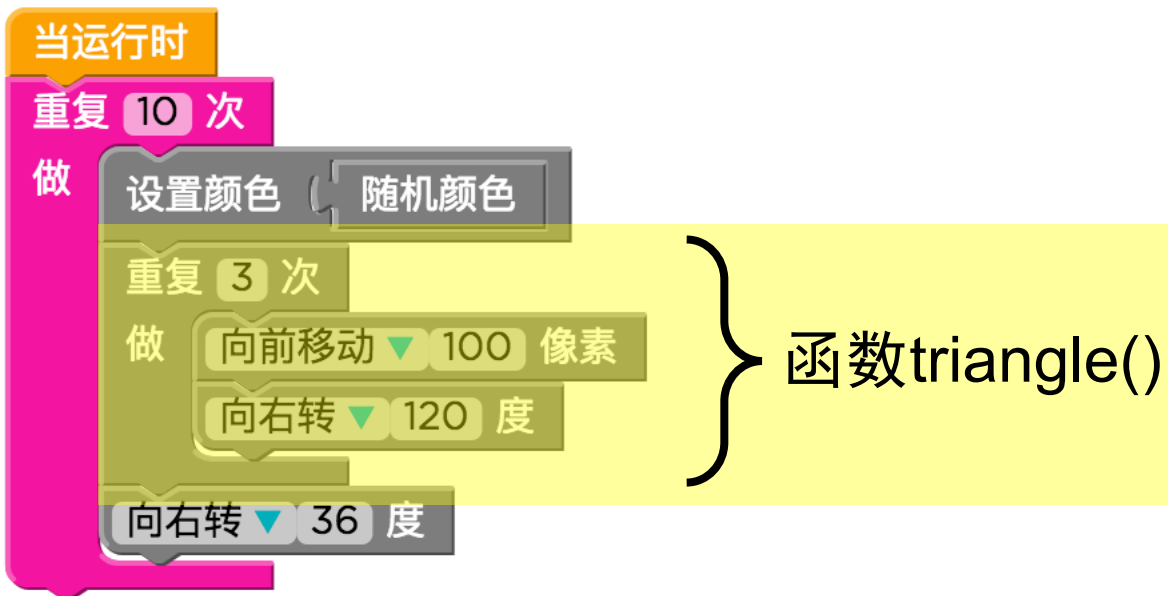 当运行时
重复 10 次
做
设置颜色 随机颜色
重复 3 次
做 向前移动 100 像素
函数triangle()
向右转 120 度
向右转 36 度